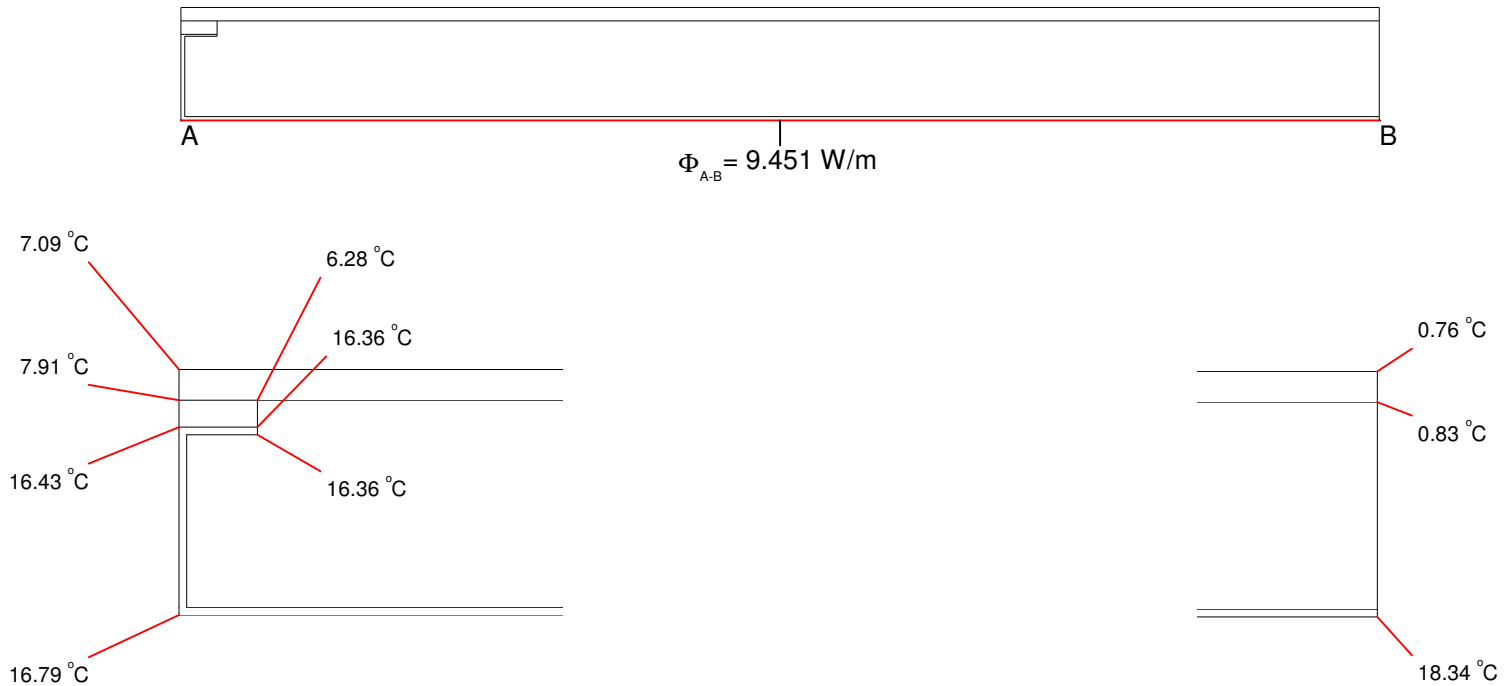 A
B
Φ_A-B = 9.451 W/m
7.09 °C
6.28 °C
16.36 °C
0.76 °C
7.91 °C
0.83 °C
16.43 °C
16.36 °C
16.79 °C
18.34 °C